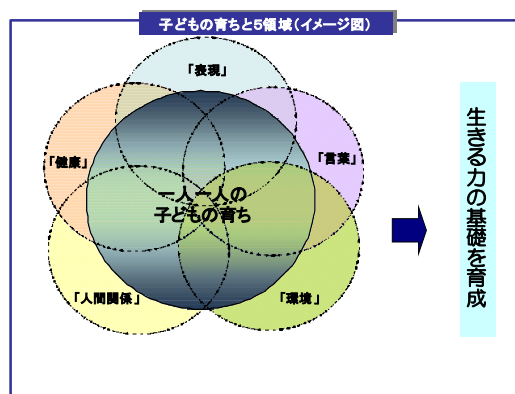 子どもの育ちと5領域(イメージ図)
「表現」
「健康」
「言葉」
一人一人の
子どもの育ち
「人間関係」
「環境」
生きる力の基礎を育成